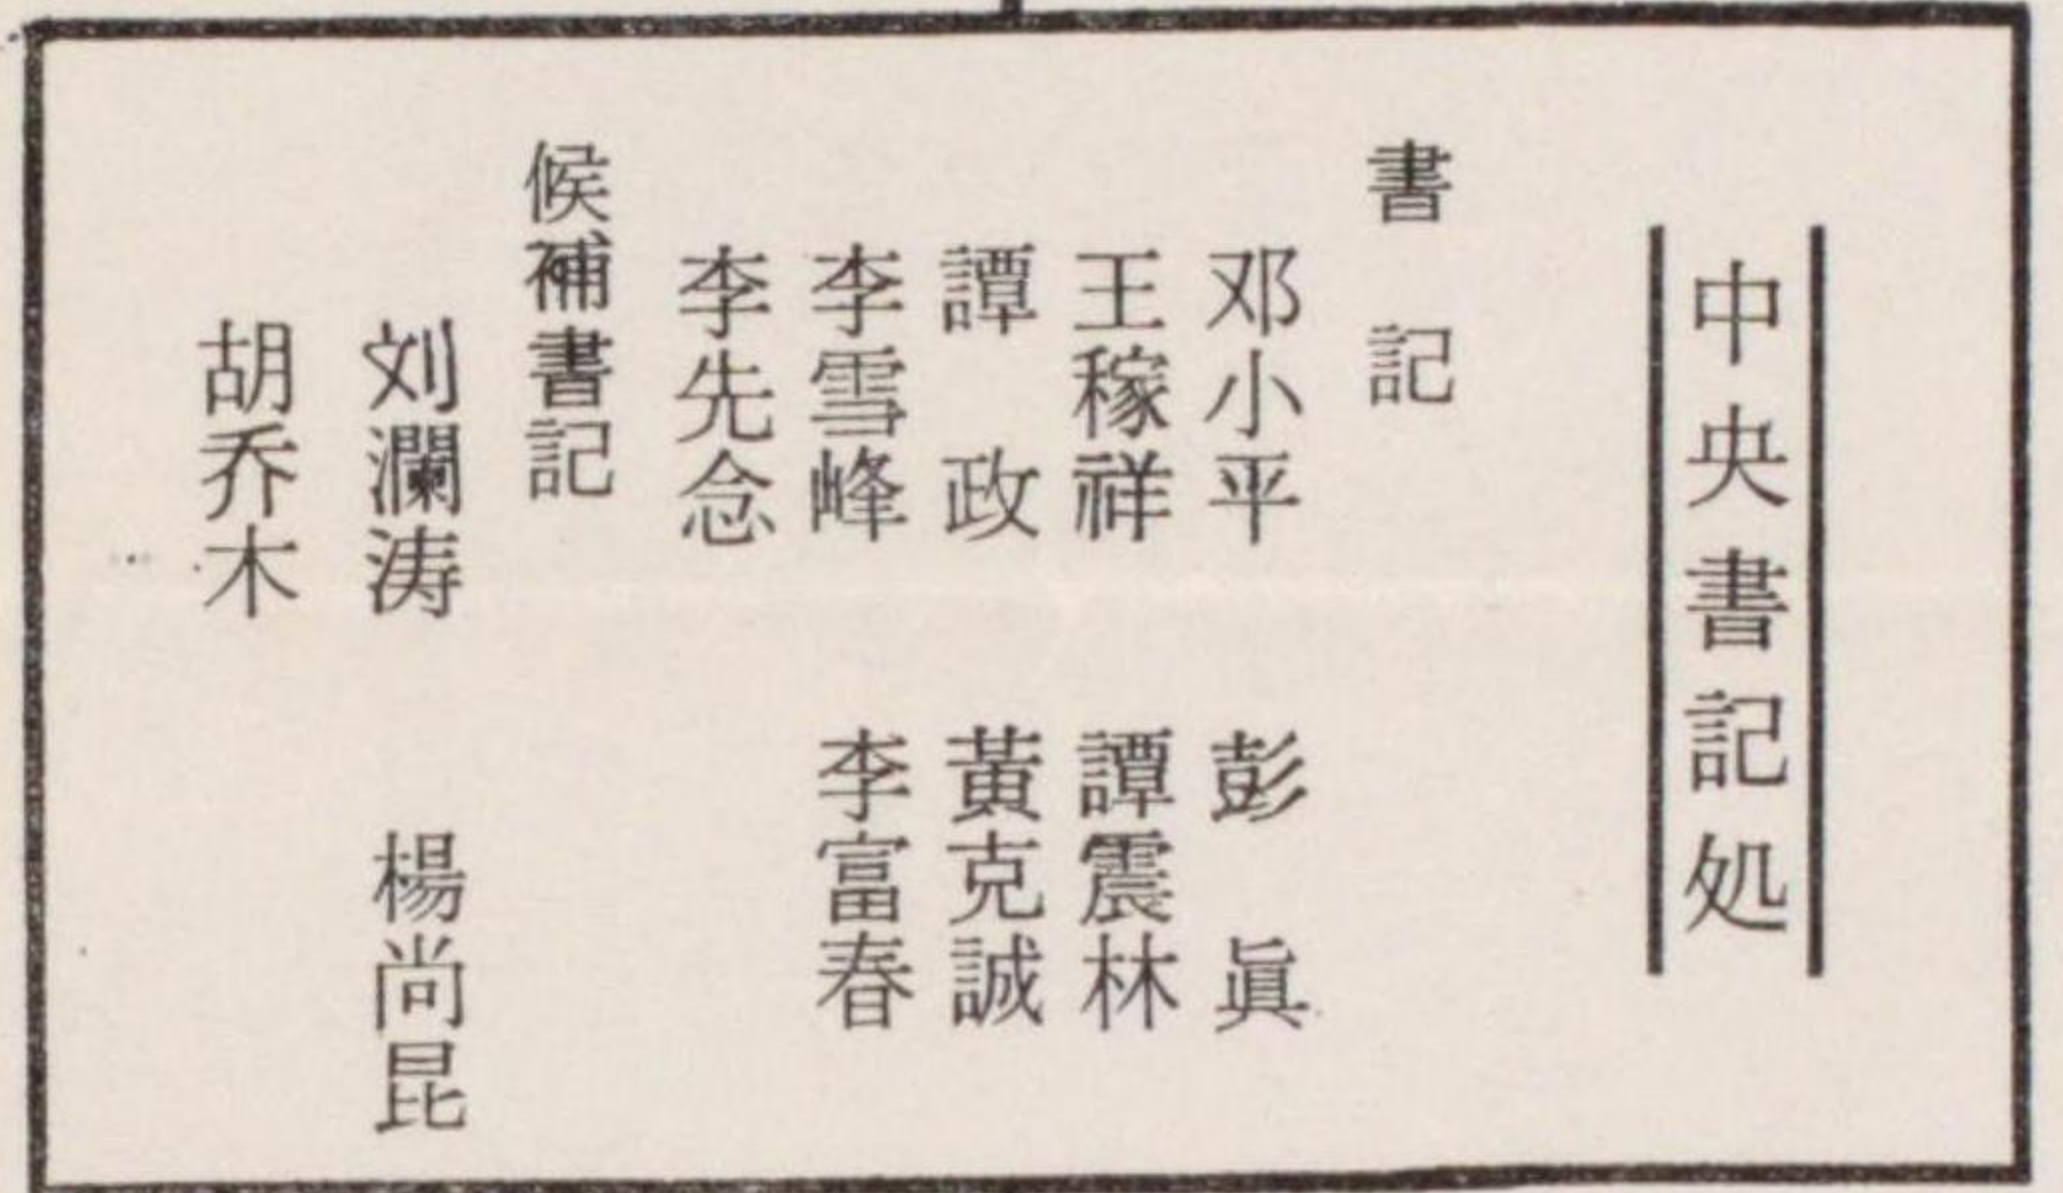 中央書記処
書記
邓小平 彭眞
王稼祥 譚震林
譚政 黃克誠
李雪峰 李富春
李先念
候補書記
刘瀾涛 楊尚昆
胡乔木